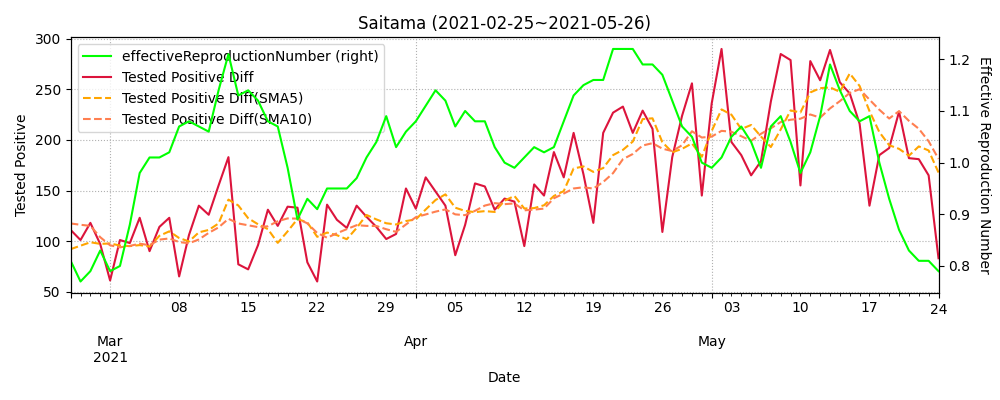 Saitama (2021-02-25~2021-05-26)
effectiveReproductionNumber (right)
Tested Positive Diff
Tested Positive Diff(SMA5)
Tested Positive Diff(SMA10)
Tested Positive
300
250
200
150
100
50
1.2
1.1
1.0
0.9
0.8
Effective Reproduction Number
08 15 22 29 05 12 19 26 03 10 17 24
Mar Apr May
2021
Date